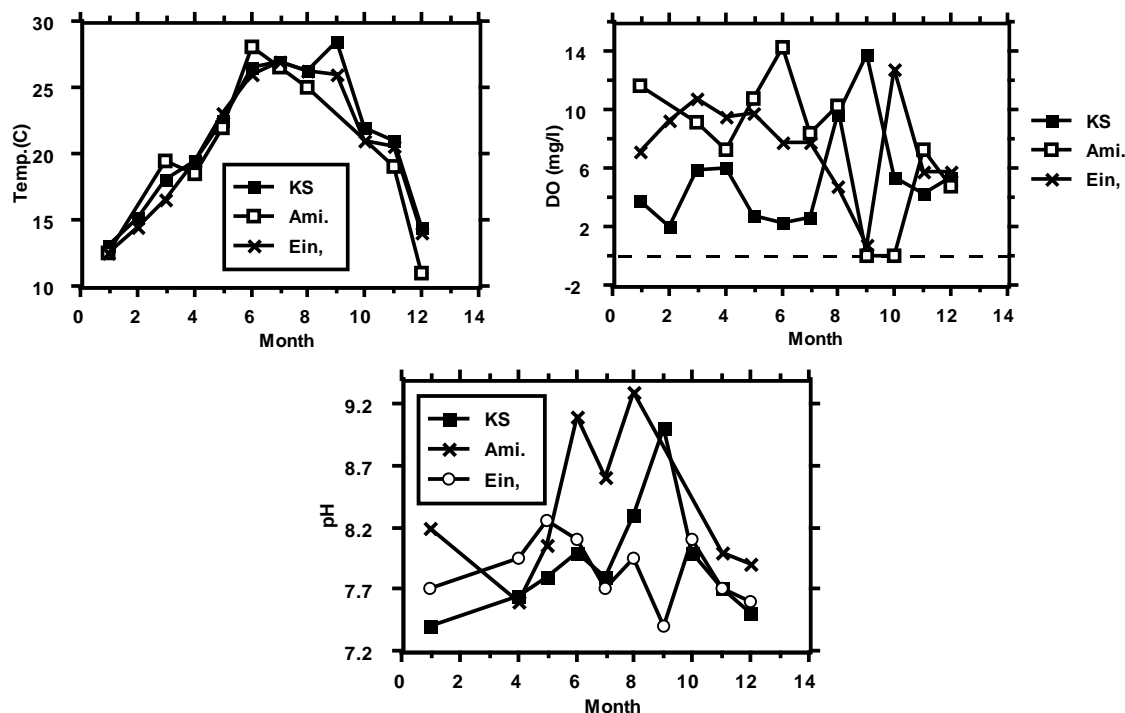 30
25
20
15
10
Temp.(C)
KS
Ami.
Ein,
0 2 4 6 8 10 12 14
Month
14
10
6
2
-2
DO (mg/l)
0 2 4 6 8 10 12 14
Month
KS
Ami.
Ein,
9.2
8.7
8.2
7.7
7.2
pH
KS
Ami.
Ein,
0 2 4 6 8 10 12 14
Month